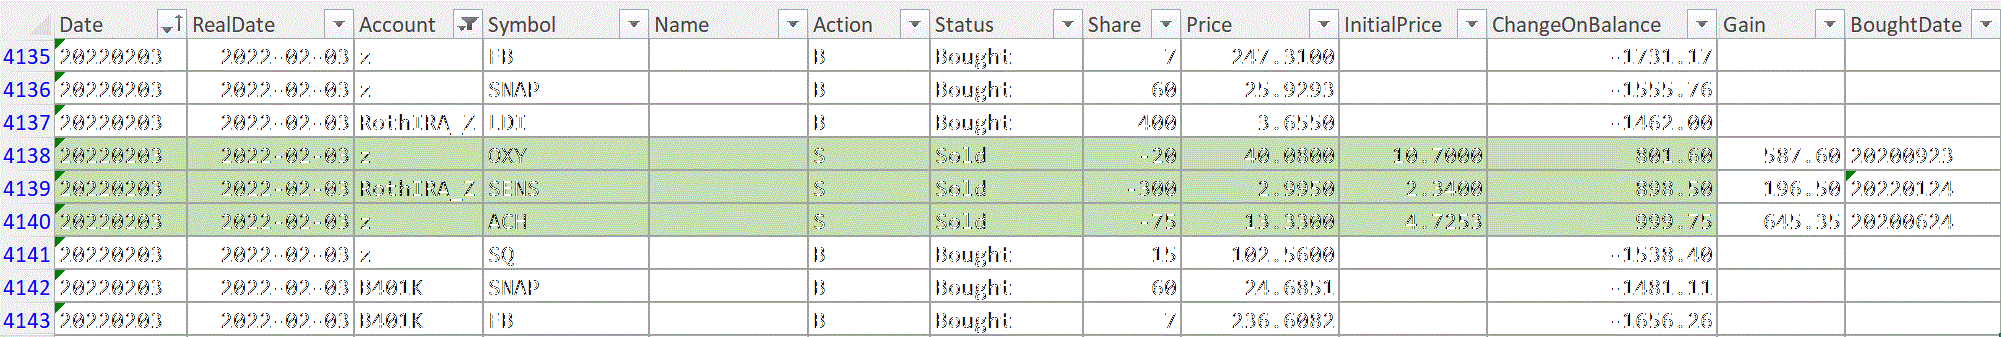 Date RealDate Account Symbol Name Action Status Share Price InitialPrice ChangeOnBalance Gain BoughtDate
4135 20220203 2022-02-03 z FB B Bought 7 247.3100 -1731.17
4136 20220203 2022-02-03 z SNAP B Bought 60 25.9293 -1555.76
4137 20220203 2022-02-03 RothIRA_Z LDI B Bought 400 3.6550 -1462.00
4138 20220203 2022-02-03 z OXY S Sold -20 40.0800 10.7000 801.60 587.60 20200923
4139 20220203 2022-02-03 RothIRA_Z SENS S Sold -300 2.9950 2.3400 898.50 196.50 20220124
4140 20220203 2022-02-03 z ACH S Sold -75 13.3300 4.7253 999.75 645.35 20200624
4141 20220203 2022-02-03 z SQ B Bought 15 102.5600 -1538.40
4142 20220203 2022-02-03 B401K SNAP B Bought 60 24.6851 -1481.11
4143 20220203 2022-02-03 B401K FB B Bought 7 236.6082 -1656.26